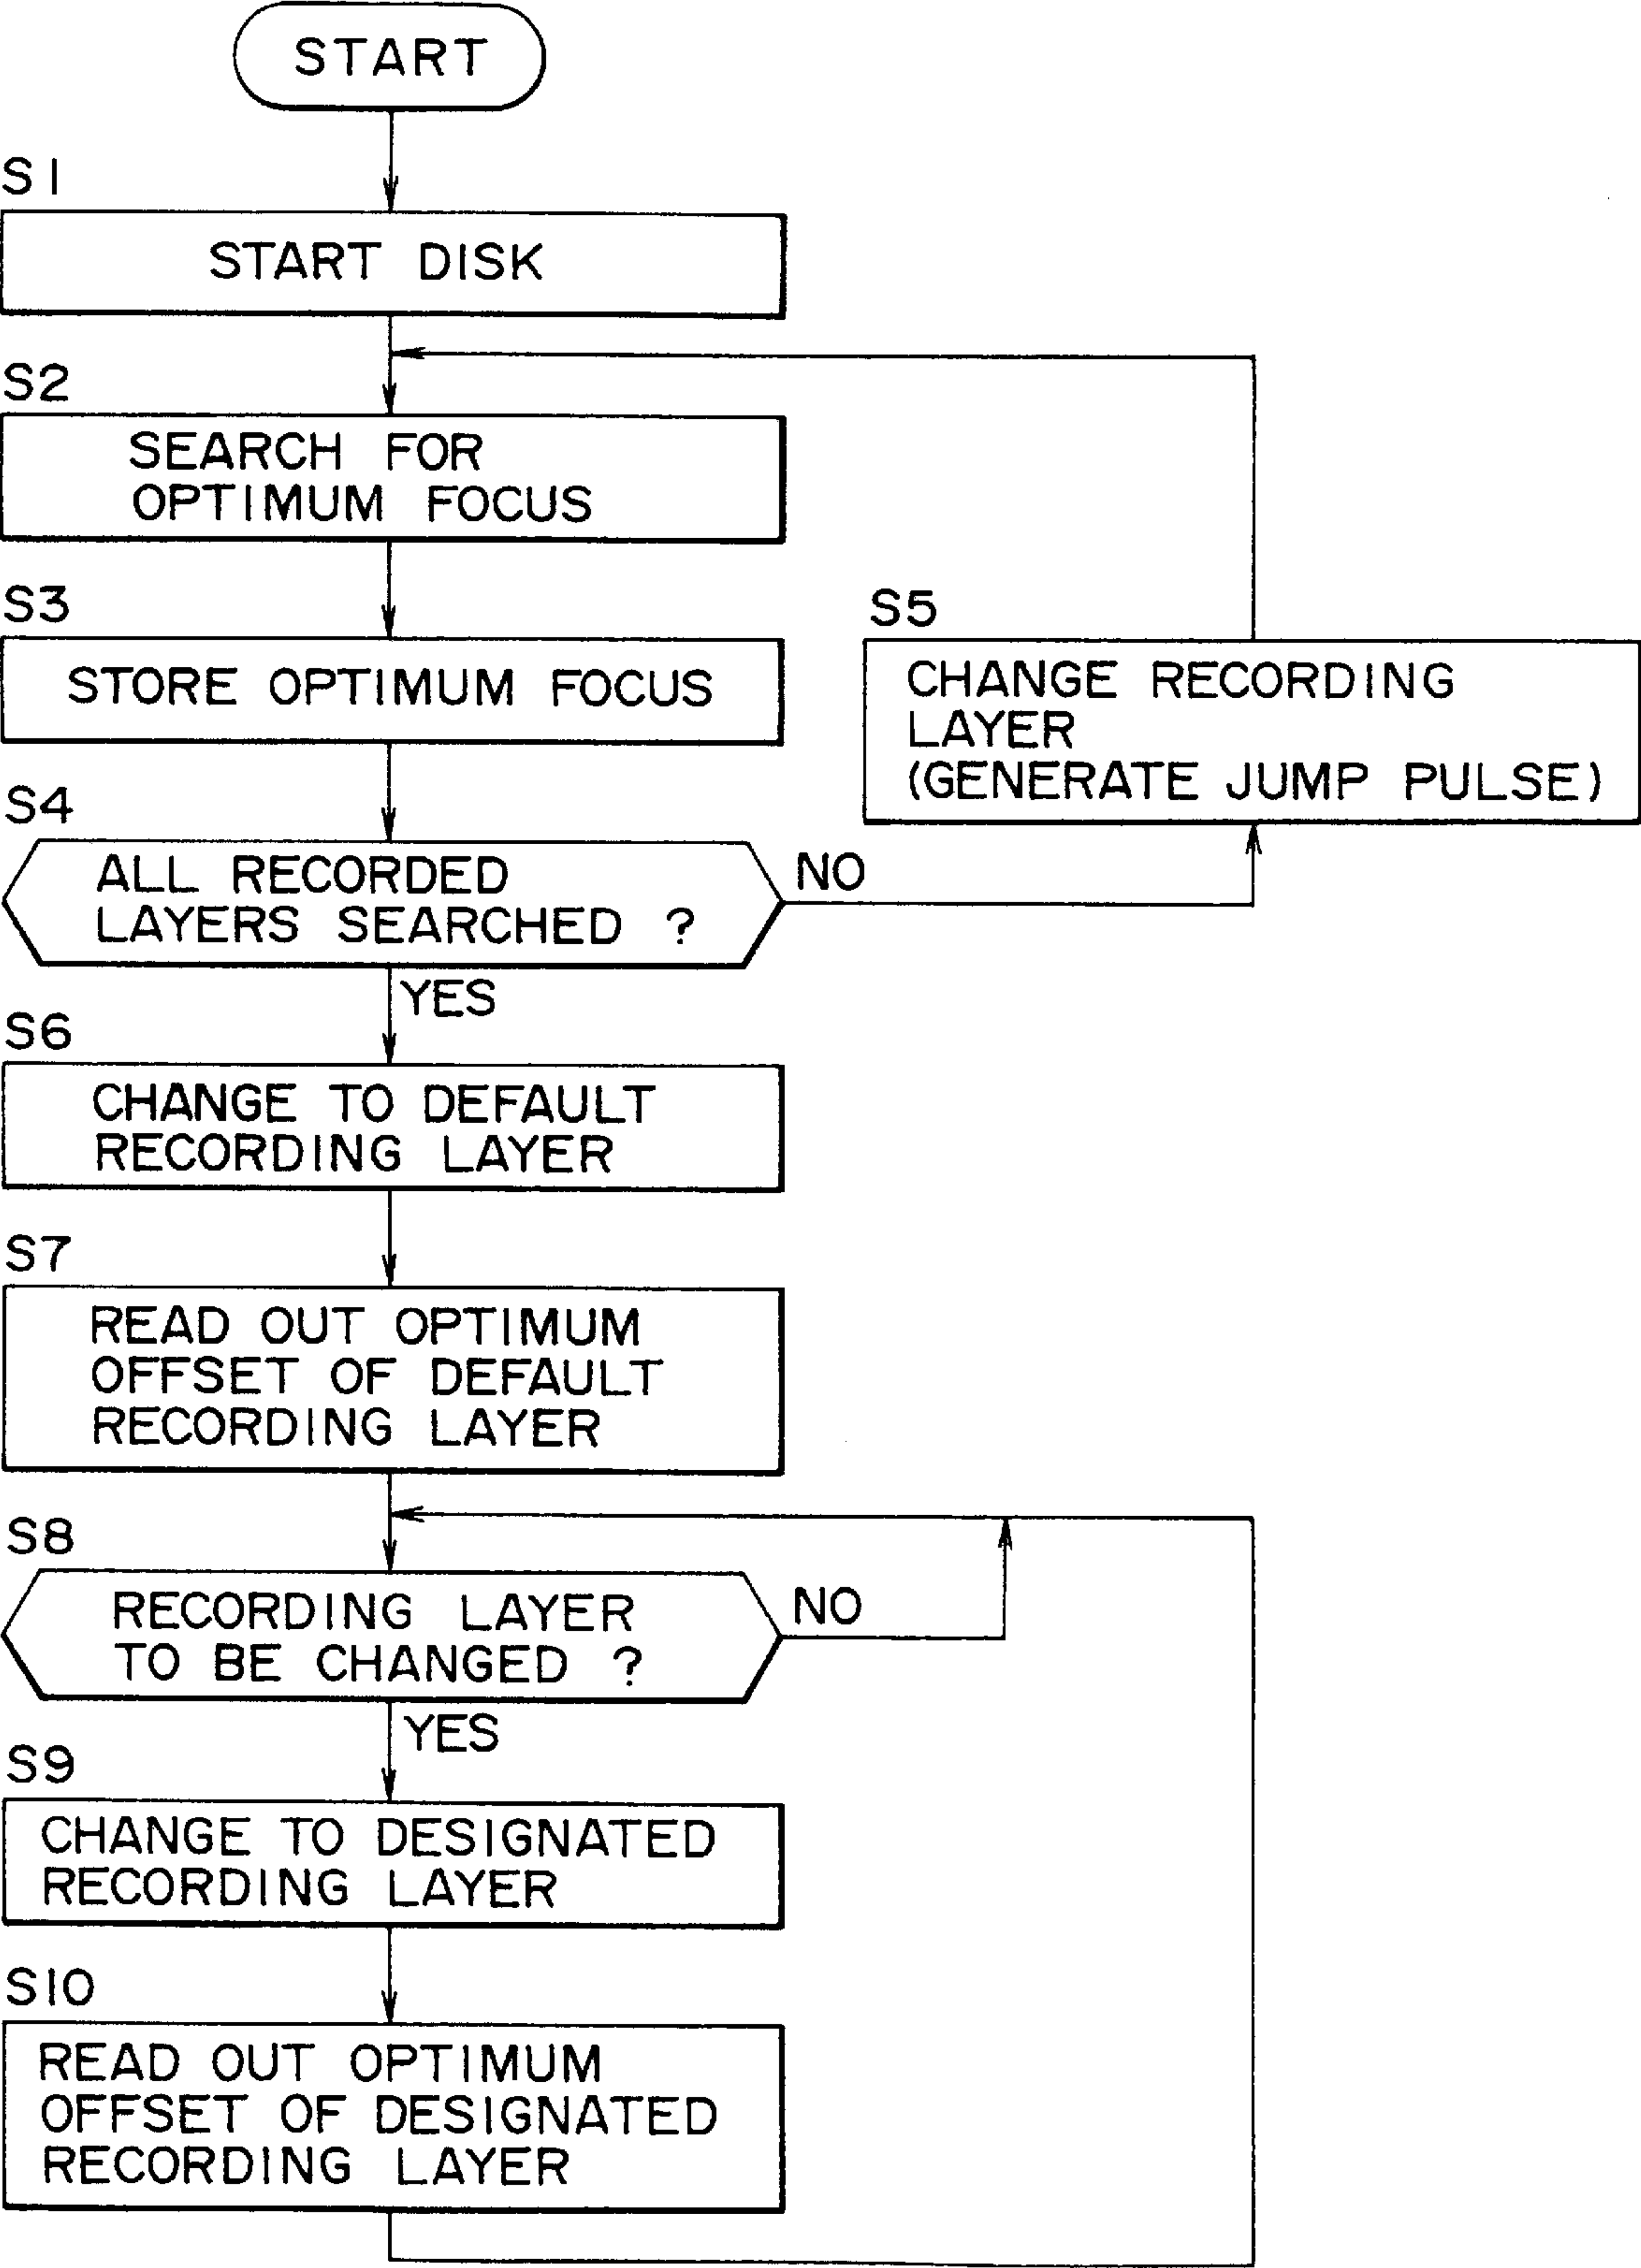 START
S1
START DISK
S2
SEARCH FOR
OPTIMUM FOCUS
S3
STORE OPTIMUM FOCUS
S4
ALL RECORDED
LAYERS SEARCHED ?
NO
S5
CHANGE RECORDING
LAYER
(GENERATE JUMP PULSE)
YES
S6
CHANGE TO DEFAULT
RECORDING LAYER
S7
READ OUT OPTIMUM
OFFSET OF DEFAULT
RECORDING LAYER
S8
RECORDING LAYER
TO BE CHANGED ?
NO
YES
S9
CHANGE TO DESIGNATED
RECORDING LAYER
S10
READ OUT OPTIMUM
OFFSET OF DESIGNATED
RECORDING LAYER